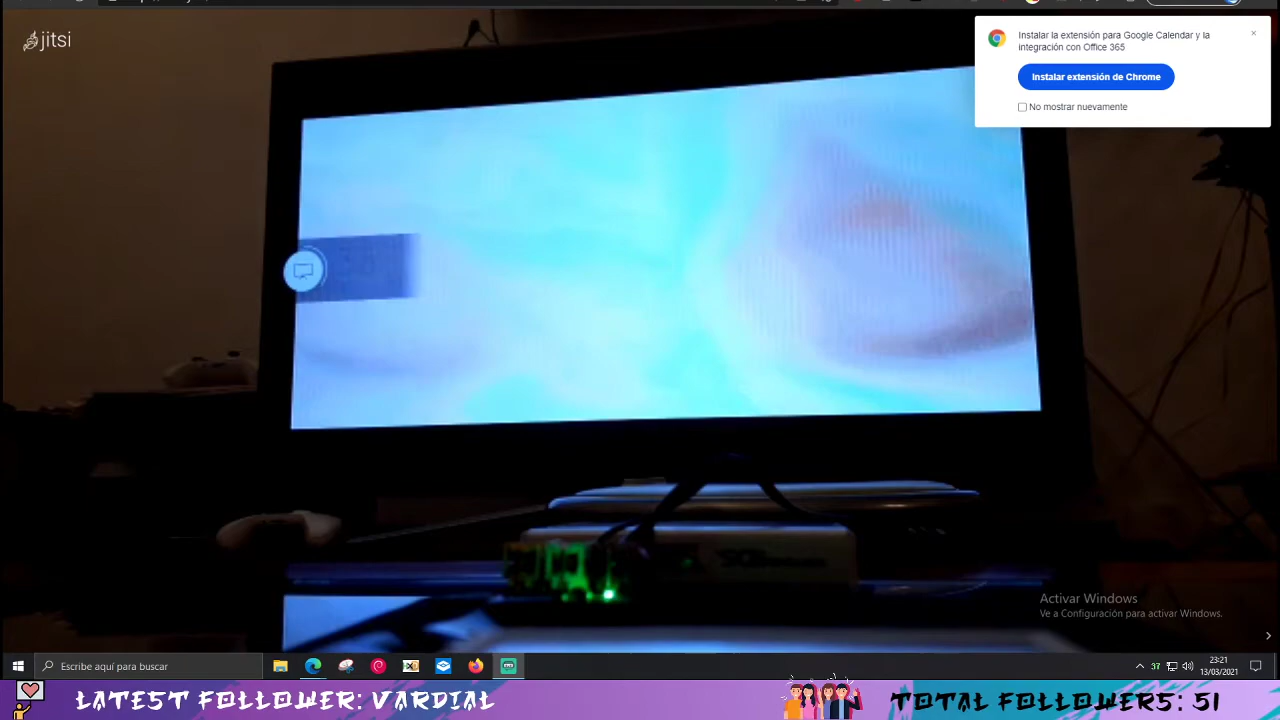 jitsi
Instalar la extensión para Google Calendar y la
integración con Office 365
Instalar extensión de Chrome
No mostrar nuevamente
Activar Windows
Ve a Configuración para activar Windows.
Escribe aquí para buscar
37
23:21
13/03/2021
LATEST FOLLOWER: VARDIAL
TOTAL FOLLOWERS: 51